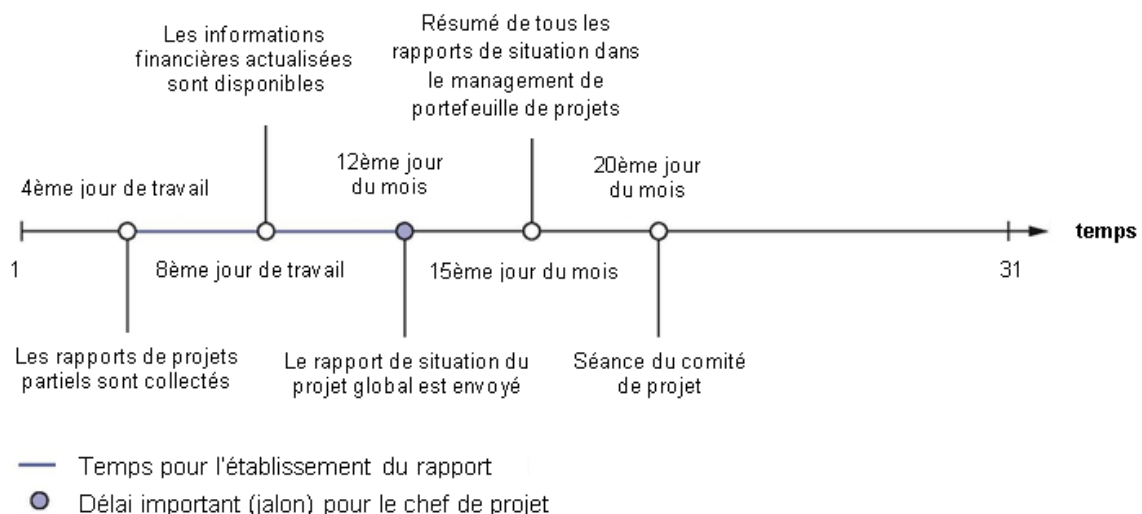 Les informations
financières actualisées
sont disponibles
Résumé de tous les
rapports de situation dans
le management de
portefeuille de projets
4ème jour de travail
12ème jour
du mois
20ème jour
du mois
temps
1
8ème jour de travail
15ème jour du mois
31
Les rapports de projets
partiels sont collectés
Le rapport de situation du
projet global est envoyé
Séance du comité
de projet
Temps pour l'établissement du rapport
Délai important (jalon) pour le chef de projet